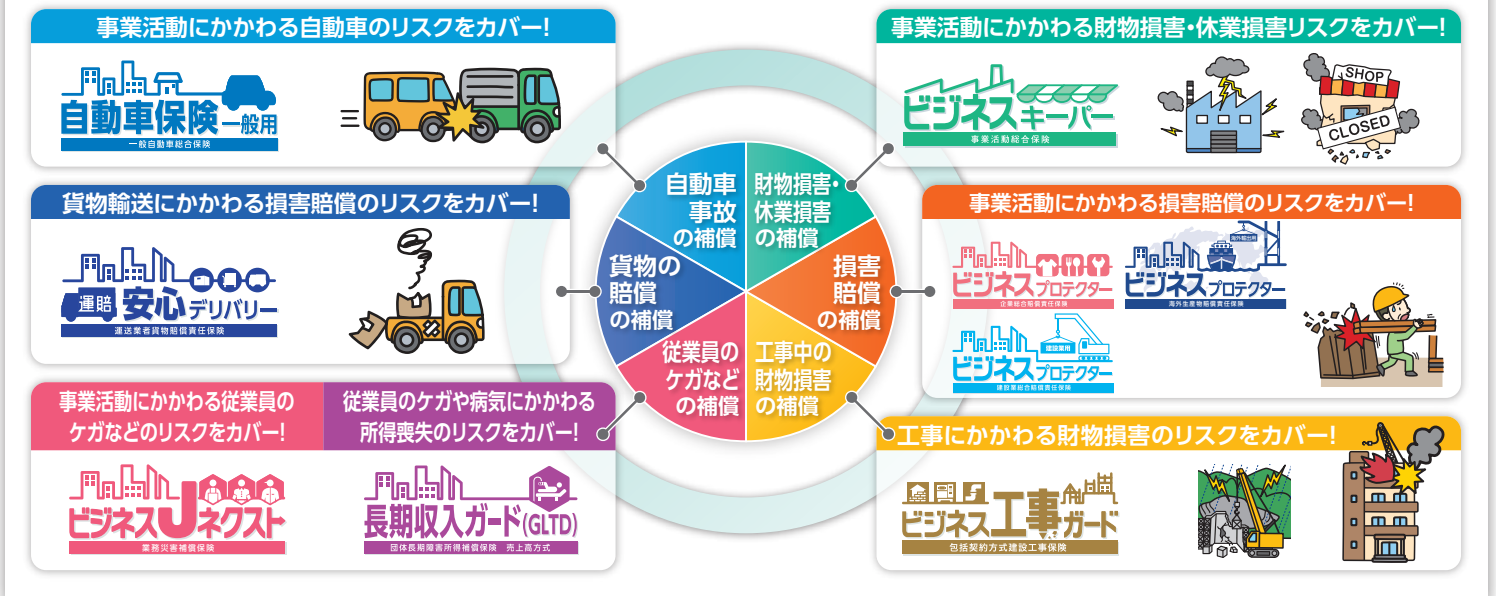 事業活動にかかわる自動車のリスクをカバー!
自動車保険 一般用
一般自動車総合保険
貨物輸送にかかわる損害賠償のリスクをカバー!
運賠 安心デリバリー
運送業者貨物賠償責任保険
事業活動にかかわる従業員の
ケガなどのリスクをカバー!
ビジネスJネクスト
業務災害補償保険
従業員のケガや病気にかかわる
所得喪失のリスクをカバー!
長期収入ガード(GLTD)
団体長期障害所得補償保険 売上高方式
自動車
事故
の補償
財物損害・
休業損害
の補償
貨物の
賠償
の補償
損害
賠償
の補償
従業員の
ケガなど
の補償
工事中の
財物損害
の補償
事業活動にかかわる財物損害・休業損害リスクをカバー!
ビジネスキーパー
事業活動総合保険
SHOP
CLOSED
事業活動にかかわる損害賠償のリスクをカバー!
ビジネスプロテクター
企業総合賠償責任保険
海外輸出用
ビジネスプロテクター
海外生産物賠償責任保険
建設業用
ビジネスプロテクター
建設業総合賠償責任保険
工事にかかわる財物損害のリスクをカバー!
ビジネス工事ガード
包括契約方式建設工事保険